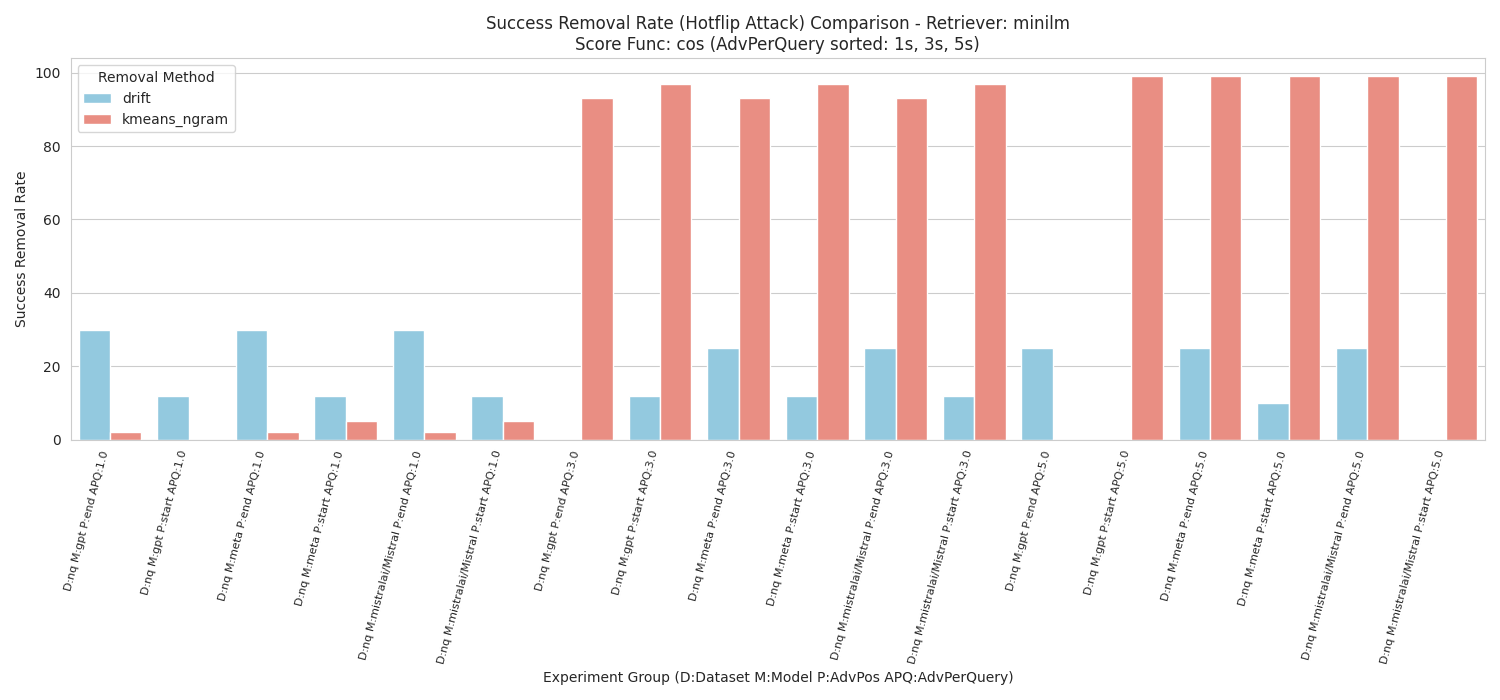 Success Removal Rate (Hotflip Attack) Comparison - Retriever: minilm
Score Func: cos (AdvPerQuery sorted: 1s, 3s, 5s)
Removal Method
drift
kmeans_ngram
Success Removal Rate
100
80
60
40
20
0
D:nq M:gpt P:end APQ:1.0
D:nq M:gpt P:start APQ:1.0
D:nq M:meta P:end APQ:1.0
D:nq M:meta P:start APQ:1.0
D:nq M:mistralai/Mistral P:end APQ:1.0
D:nq M:mistralai/Mistral P:start APQ:1.0
D:nq M:gpt P:end APQ:3.0
D:nq M:gpt P:start APQ:3.0
D:nq M:meta P:end APQ:3.0
D:nq M:meta P:start APQ:3.0
D:nq M:mistralai/Mistral P:end APQ:3.0
D:nq M:mistralai/Mistral P:start APQ:3.0
D:nq M:gpt P:end APQ:5.0
D:nq M:gpt P:start APQ:5.0
D:nq M:meta P:end APQ:5.0
D:nq M:meta P:start APQ:5.0
D:nq M:mistralai/Mistral P:end APQ:5.0
D:nq M:mistralai/Mistral P:start APQ:5.0
Experiment Group (D:Dataset M:Model P:AdvPos APQ:AdvPerQuery)